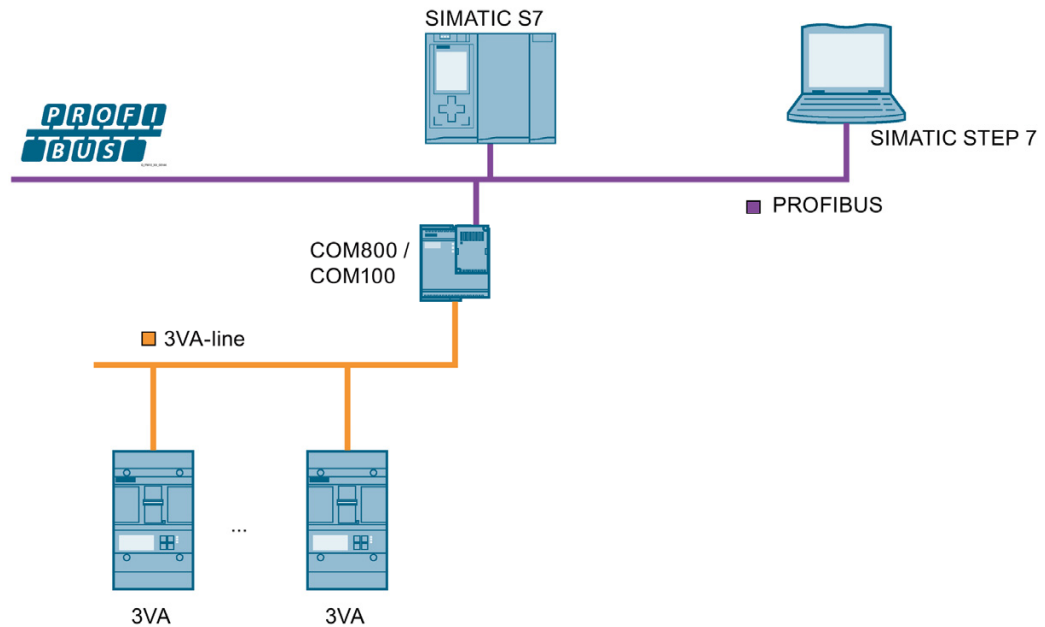 SIMATIC S7
PROFI
BUS
SIMATIC STEP 7
PROFIBUS
COM800 /
COM100
3VA-line
...
3VA
3VA